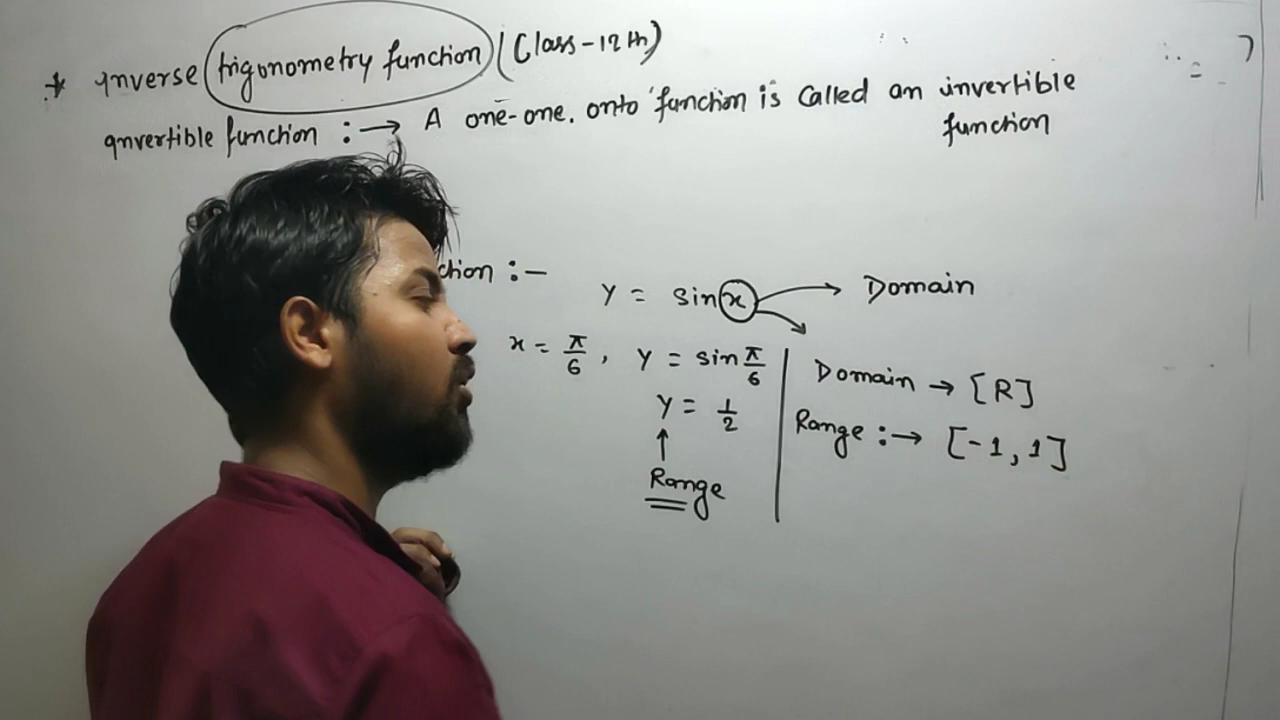 * Inverse trigonometry function (Class-12th)
Invertible function :→ A one-one. onto function is called an invertible
function
ction :-
y = sin x → Domain
x = π/6 , y = sin π/6
y = 1/2
↑
Range
Domain → [R]
Range :→ [-1, 1]